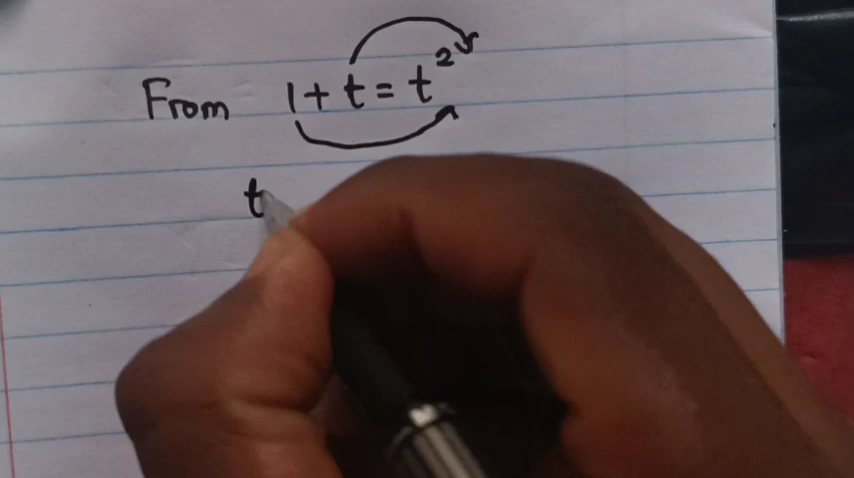 From 1 + t = t²
t